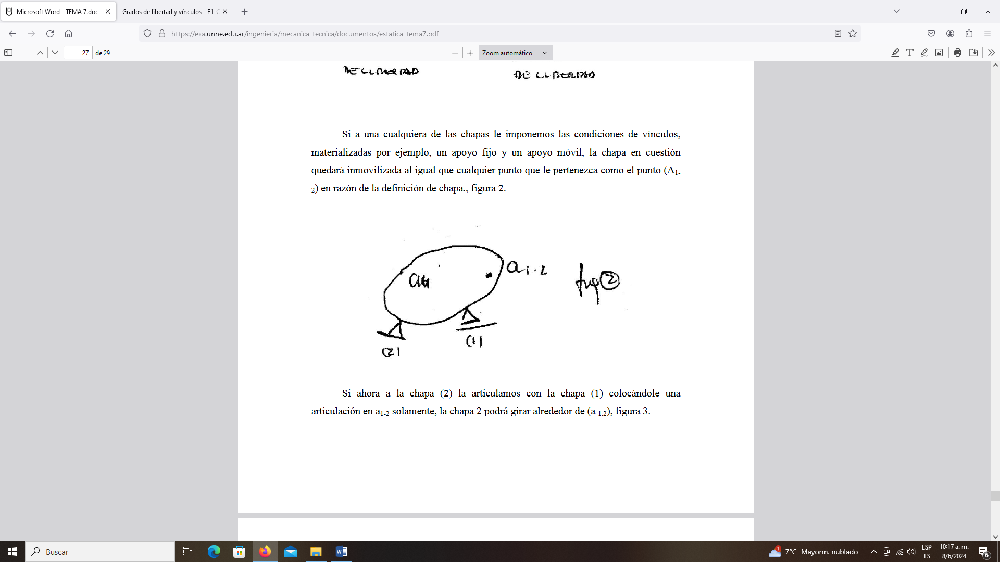 Microsoft Word - TEMA 7.doc -
Grados de libertad y vínculos - E1-C
https://exa.unne.edu.ar/ingenieria/mecanica_tecnica/documentos/estatica_tema7.pdf
27 de 29
Zoom automático
DE LIBERTAD DE LIBERTAD
Si a una cualquiera de las chapas le imponemos las condiciones de vínculos,
materializadas por ejemplo, un apoyo fijo y un apoyo móvil, la chapa en cuestión
quedará inmovilizada al igual que cualquier punto que le pertenezca como el punto (A1-
2) en razón de la definición de chapa., figura 2.
a1-2
fig 2
(1)
(2)
Si ahora a la chapa (2) la articulamos con la chapa (1) colocándole una
articulación en a1-2 solamente, la chapa 2 podrá girar alrededor de (a 1.2), figura 3.
Buscar
1
7°C Mayorm. nublado
ESP
ES
10:17 a. m.
8/6/2024
6